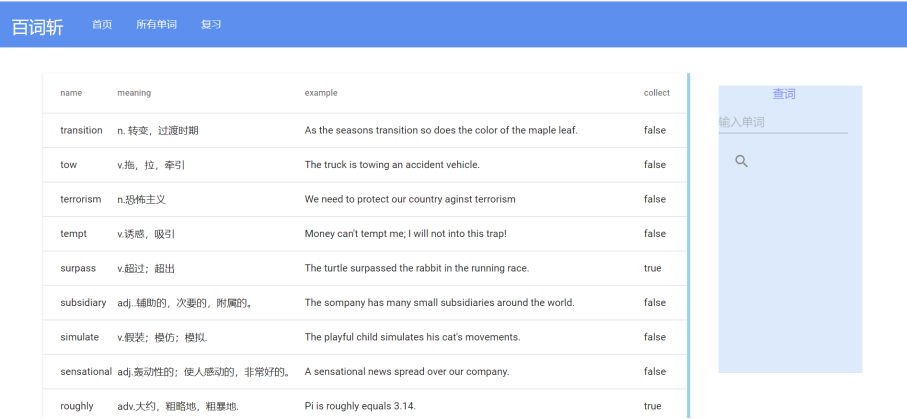 百词斩 首页 所有单词 复习
name meaning example collect
transition n. 转变，过渡时期 As the seasons transition so does the color of the maple leaf. false
tow v.拖，拉，牵引 The truck is towing an accident vehicle. false
terrorism n.恐怖主义 We need to protect our country aginst terrorism false
tempt v.诱惑，吸引 Money can't tempt me; I will not into this trap! false
surpass v.超过；超出 The turtle surpassed the rabbit in the running race. true
subsidiary adj..辅助的，次要的，附属的。 The sompany has many small subsidiaries around the world. false
simulate v.假装；模仿；模拟. The playful child simulates his cat's movements. false
sensational adj.轰动性的；使人感动的，非常好的。 A sensational news spread over our company. false
roughly adv.大约，粗略地，粗暴地. Pi is roughly equals 3.14. true
查词
输入单词